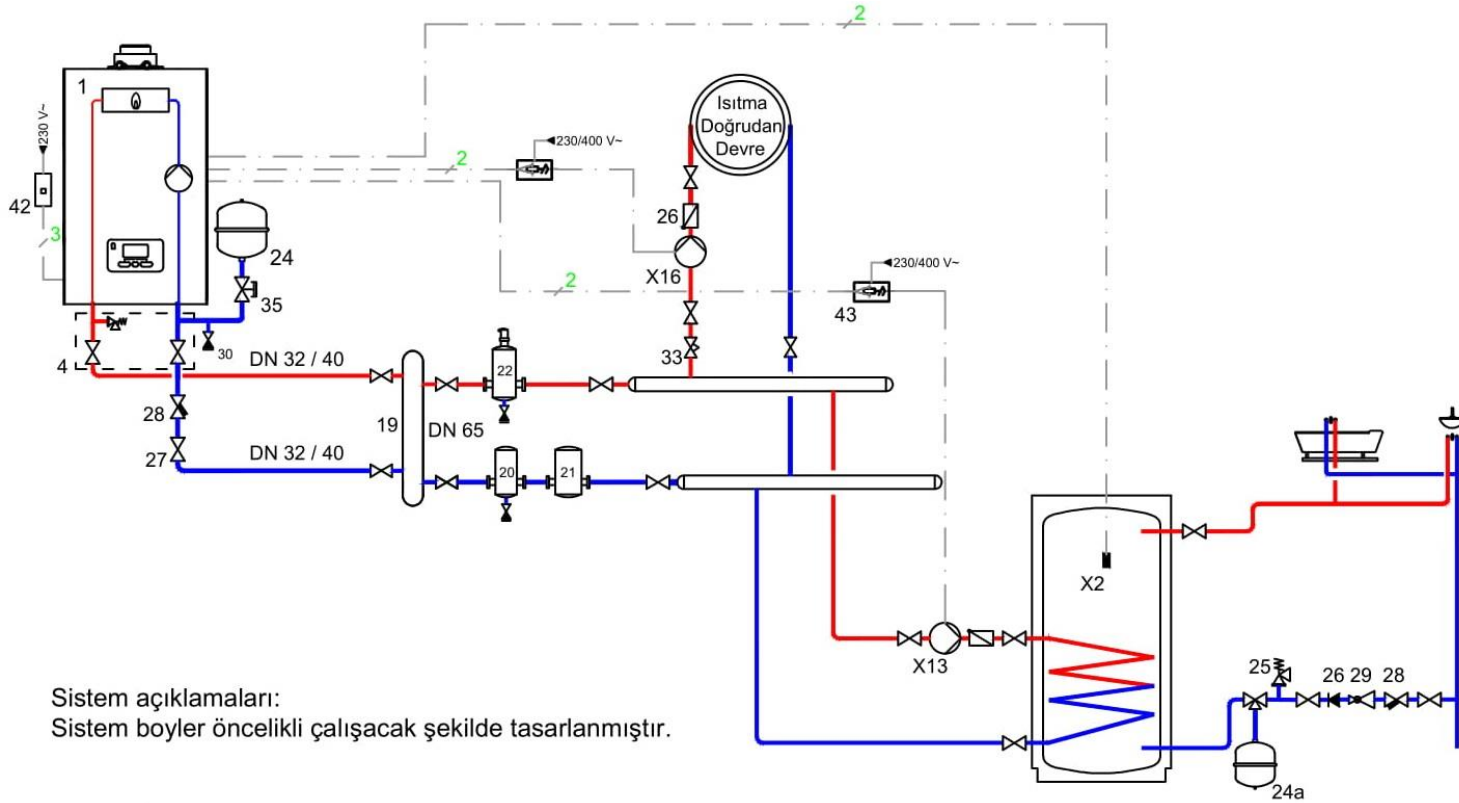 2
1
230 V~
42
3
24
35
30
4
DN 32 / 40
28
27
DN 32 / 40
19
DN 65
22
20
21
2
230/400 V~
Isıtma
Doğrudan
Devre
26
X16
33
2
230/400 V~
43
X13
X2
25
26 29 28
24a
Sistem açıklamaları:
Sistem boyler öncelikli çalışacak şekilde tasarlanmıştır.